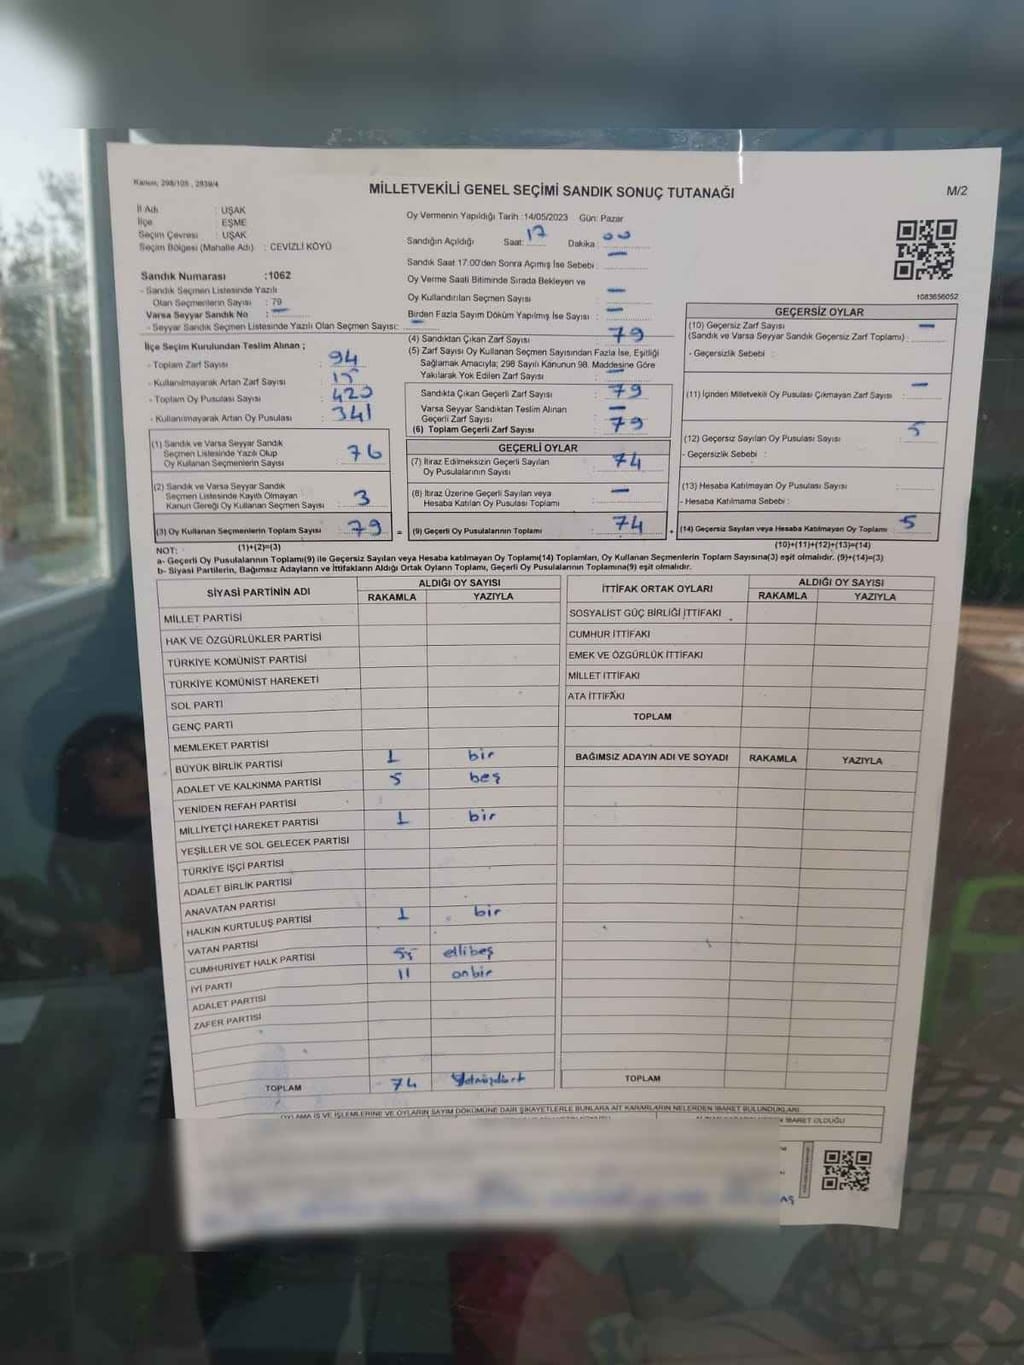 Kanun, 298/105 , 2839/4
MİLLETVEKİLİ GENEL SEÇİMİ SANDIK SONUÇ TUTANAĞI
M/2
İl Adı : UŞAK
İlçe : EŞME
Seçim Çevresi : UŞAK
Seçim Bölgesi (Mahalle Adı) : CEVİZLİ KÖYÜ
Oy Vermenin Yapıldığı Tarih :14/05/2023 Gün: Pazar
Sandığın Açıldığı Saat: 17 Dakika : 00
Sandık Saat 17:00'den Sonra Açımış İse Sebebi : —
Oy Verme Saati Bitiminde Sırada Bekleyen ve
Oy Kullandırılan Seçmen Sayısı : —
Birden Fazla Sayım Döküm Yapılmış İse Sayısı : —
1083656052
Sandık Numarası :1062
- Sandık Seçmen Listesinde Yazılı
Olan Seçmenlerin Sayısı : 79
Varsa Seyyar Sandık No : —
- Seyyar Sandık Seçmen Listesinde Yazılı Olan Seçmen Sayısı: —
İlçe Seçim Kurulundan Teslim Alınan ;
- Toplam Zarf Sayısı : 94
- Kullanılmayarak Artan Zarf Sayısı : 15
- Toplam Oy Pusulası Sayısı : 420
- Kullanılmayarak Artan Oy Pusulası : 341
(1) Sandık ve Varsa Seyyar Sandık
Seçmen Listesinde Yazılı Olup
Oy Kullanan Seçmenlerin Sayısı : 76
(2) Sandık ve Varsa Seyyar Sandık
Seçmen Listesinde Kayıtlı Olmayan
Kanun Gereği Oy Kullanan Seçmen Sayısı : 3
(3) Oy Kullanan Seçmenlerin Toplam Sayısı : 79
(4) Sandıktan Çıkan Zarf Sayısı : 79
(5) Zarf Sayısı Oy Kullanan Seçmen Sayısından Fazla İse, Eşitliği
Sağlamak Amacıyla; 298 Sayılı Kanunun 98. Maddesine Göre
Yakılarak Yok Edilen Zarf Sayısı : —
Sandıkta Çıkan Geçerli Zarf Sayısı : 79
Varsa Seyyar Sandıktan Teslim Alınan
Geçerli Zarf Sayısı : —
(6) Toplam Geçerli Zarf Sayısı : 79
GEÇERLİ OYLAR
(7) İtiraz Edilmeksizin Geçerli Sayılan
Oy Pusulalarının Sayısı : 74
(8) İtiraz Üzerine Geçerli Sayılan veya
Hesaba Katılan Oy Pusulası Toplamı : —
= (9) Geçerli Oy Pusulalarının Toplamı : 74 +
GEÇERSİZ OYLAR
(10) Geçersiz Zarf Sayısı : —
(Sandık ve Varsa Seyyar Sandık Geçersiz Zarf Toplamı)
- Geçersizlik Sebebi :
(11) İçinden Milletvekili Oy Pusulası Çıkmayan Zarf Sayısı : —
(12) Geçersiz Sayılan Oy Pusulası Sayısı : 5
- Geçersizlik Sebebi :
(13) Hesaba Katılmayan Oy Pusulası Sayısı :
- Hesaba Katılmama Sebebi :
(14) Geçersiz Sayılan veya Hesaba Katılmayan Oy Toplamı : 5
NOT: (1)+(2)=(3)
(10)+(11)+(12)+(13)=(14)
a- Geçerli Oy Pusulalarının Toplamı(9) ile Geçersiz Sayılan veya Hesaba katılmayan Oy Toplamı(14) Toplamları, Oy Kullanan Seçmenlerin Toplam Sayısına(3) eşit olmalıdır. (9)+(14)=(3)
b- Siyasi Partilerin, Bağımsız Adayların ve İttifakların Aldığı Ortak Oyların Toplamı, Geçerli Oy Pusulalarının Toplamına(9) eşit olmalıdır.
SİYASİ PARTİNİN ADI ALDIĞI OY SAYISI
RAKAMLA YAZIYLA
MİLLET PARTİSİ
HAK VE ÖZGÜRLÜKLER PARTİSİ
TÜRKİYE KOMÜNİST PARTİSİ
TÜRKİYE KOMÜNİST HAREKETİ
SOL PARTİ
GENÇ PARTİ
MEMLEKET PARTİSİ
BÜYÜK BİRLİK PARTİSİ 1 bir
ADALET VE KALKINMA PARTİSİ 5 beş
YENİDEN REFAH PARTİSİ
MİLLİYETÇİ HAREKET PARTİSİ 1 bir
YEŞİLLER VE SOL GELECEK PARTİSİ
TÜRKİYE İŞÇİ PARTİSİ
ADALET BİRLİK PARTİSİ
ANAVATAN PARTİSİ
HALKIN KURTULUŞ PARTİSİ 1 bir
VATAN PARTİSİ
CUMHURİYET HALK PARTİSİ 55 ellibeş
İYİ PARTİ 11 onbir
ADALET PARTİSİ
ZAFER PARTİSİ
TOPLAM 74 Yetmişdört
İTTİFAK ORTAK OYLARI ALDIĞI OY SAYISI
RAKAMLA YAZIYLA
SOSYALİST GÜÇ BİRLİĞİ İTTİFAKI
CUMHUR İTTİFAKI
EMEK VE ÖZGÜRLÜK İTTİFAKI
MİLLET İTTİFAKI
ATA İTTİFAKI
TOPLAM
BAĞIMSIZ ADAYIN ADI VE SOYADI RAKAMLA YAZIYLA
TOPLAM
OYLAMA İŞ VE İŞLEMLERİNE VE OYLARIN SAYIM DÖKÜMÜNE DAİR ŞİKAYETLERLE BUNLARA AİT KARARLARIN NELERDEN İBARET BULUNDUKLARI
İBARET OLDUĞU